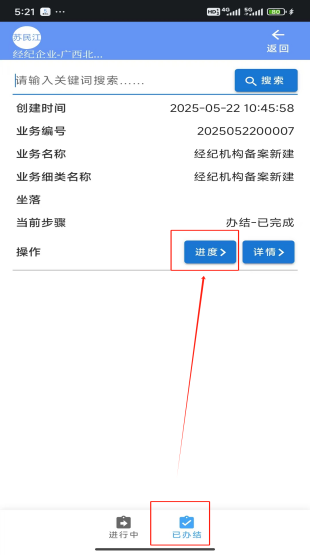 5:21
HD 4G 5G 80
苏民江
经纪企业-广西北...
返回
请输入关键词搜索......
搜索
创建时间 2025-05-22 10:45:58
业务编号 2025052200007
业务名称 经纪机构备案新建
业务细类名称 经纪机构备案新建
坐落
当前步骤 办结-已完成
操作 进度 详情
进行中 已办结